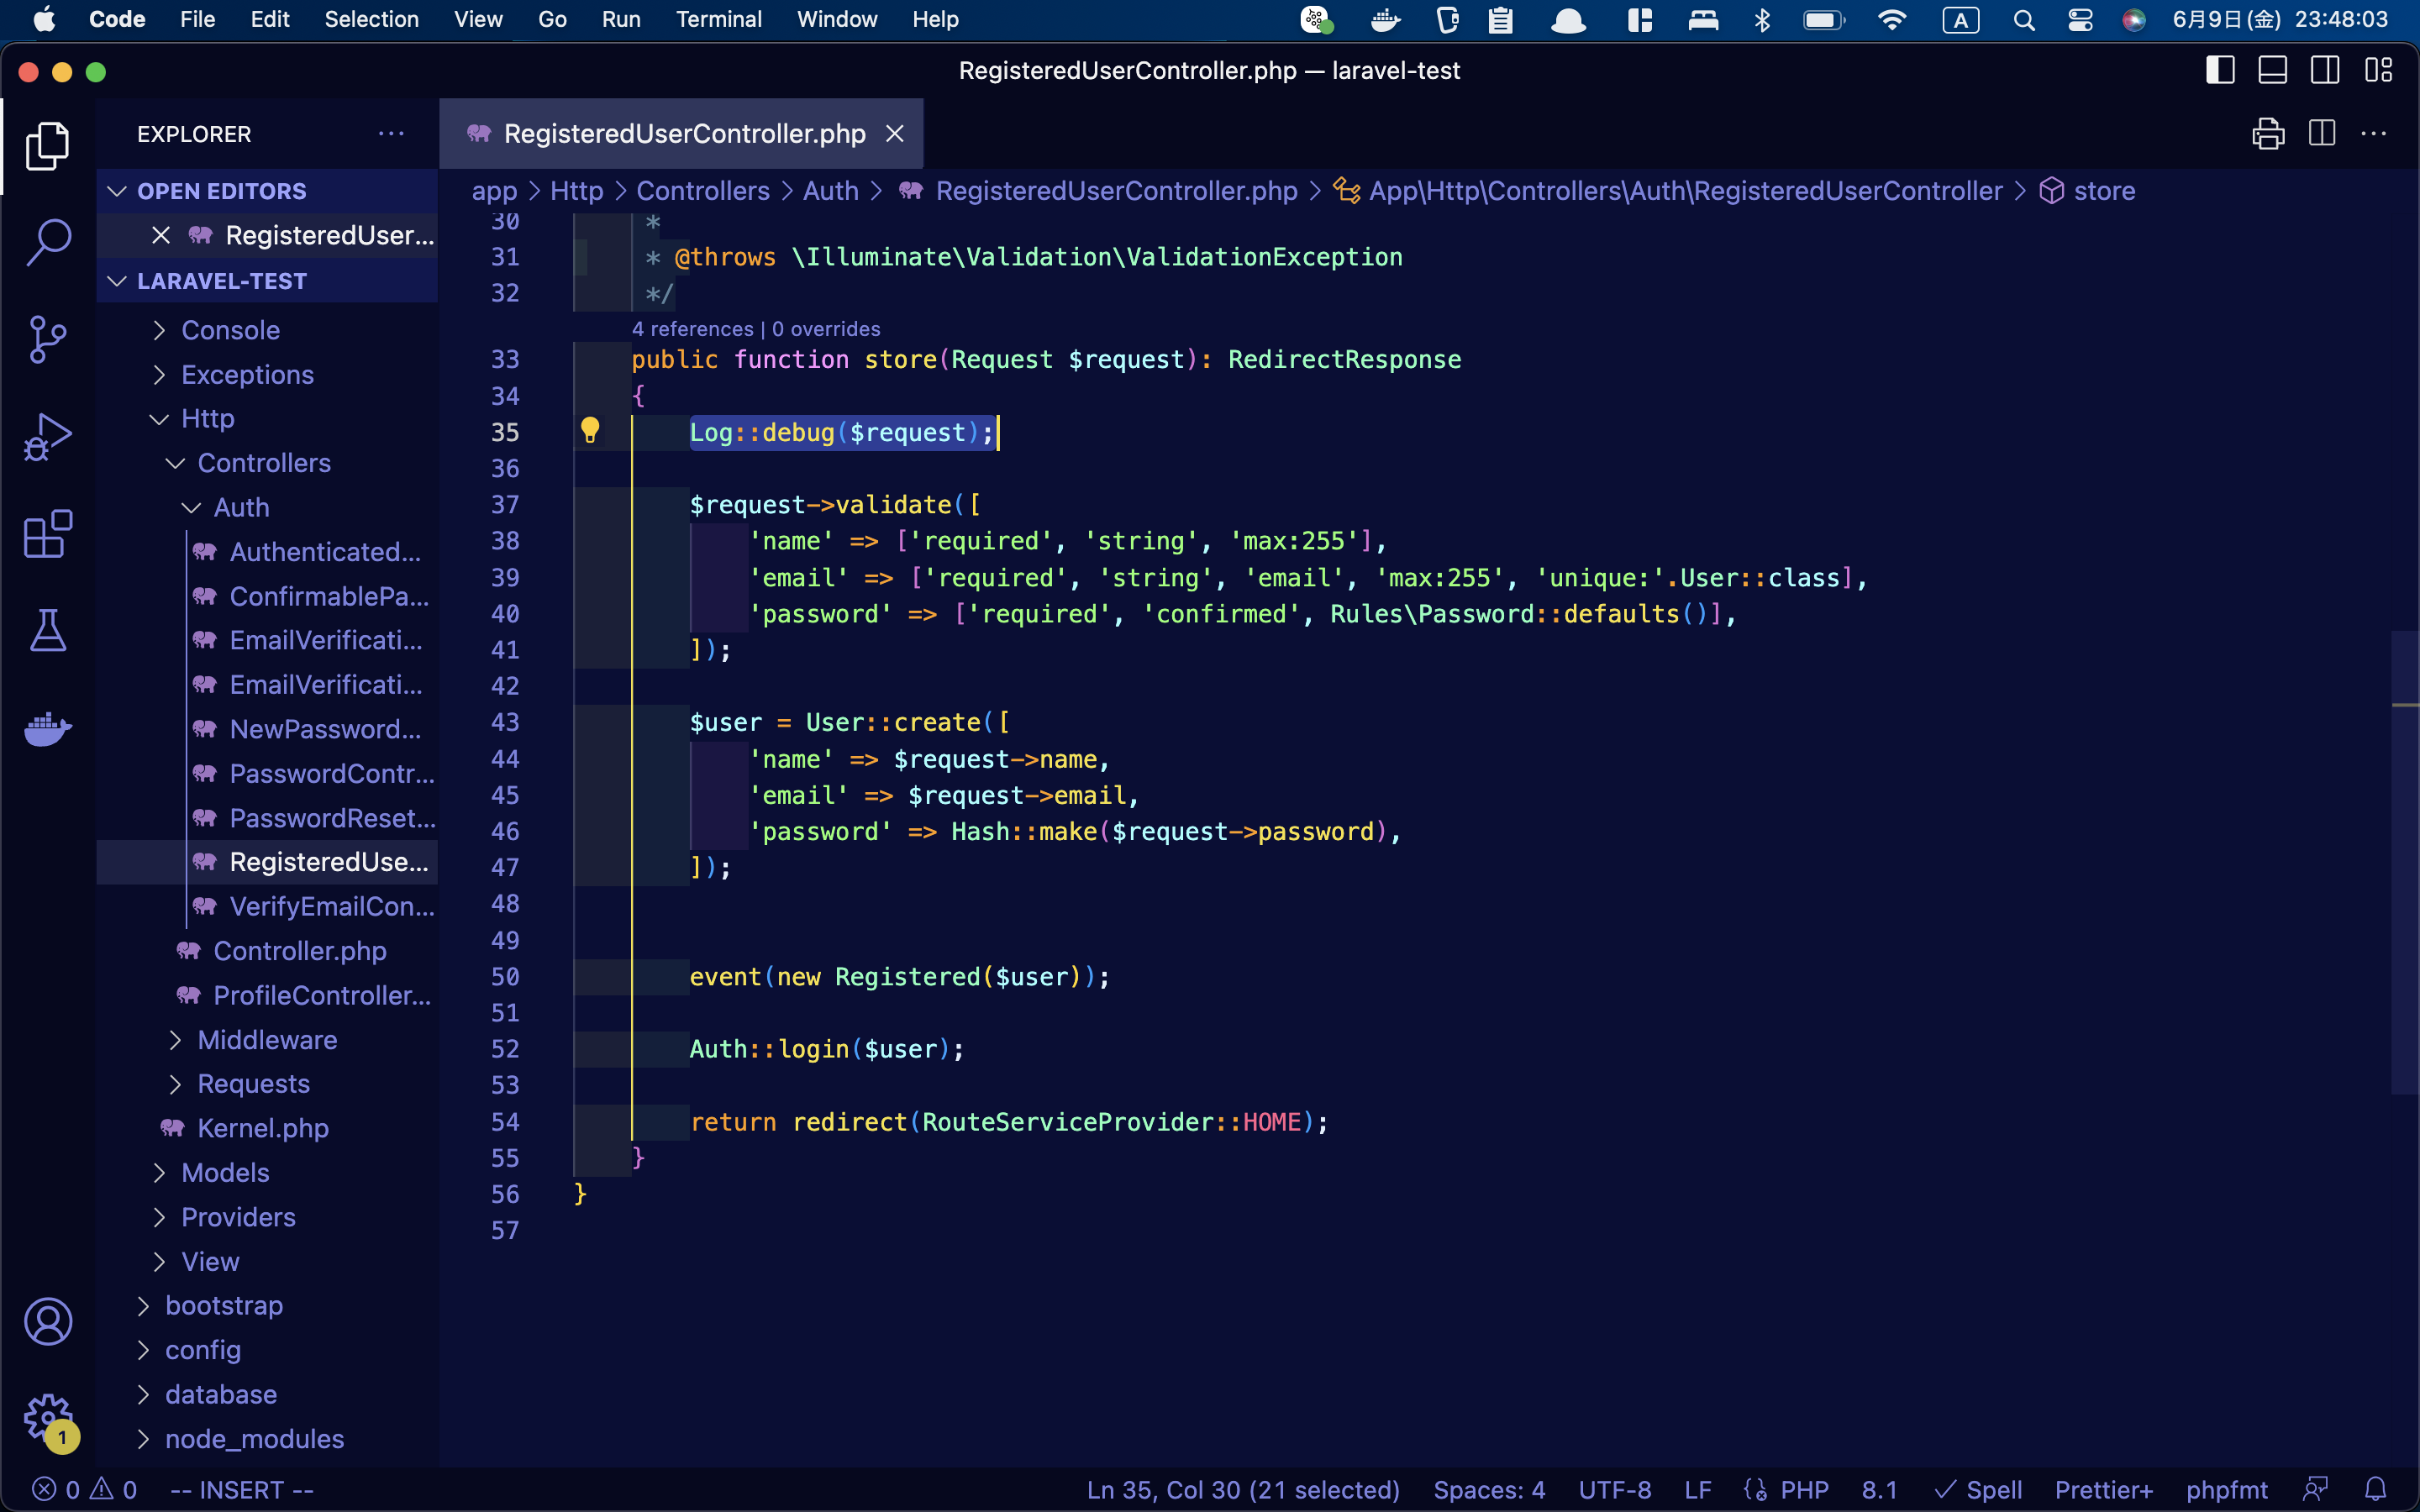 Code File Edit Selection View Go Run Terminal Window Help A 6月9日(金) 23:48:03
RegisteredUserController.php — laravel-test
EXPLORER ···
RegisteredUserController.php
OPEN EDITORS
app > Http > Controllers > Auth > RegisteredUserController.php > App\Http\Controllers\Auth\RegisteredUserController > store
RegisteredUser...
LARAVEL-TEST
Console
Exceptions
Http
Controllers
Auth
Authenticated...
ConfirmablePa...
EmailVerificati...
EmailVerificati...
NewPassword...
PasswordContr...
PasswordReset...
RegisteredUse...
VerifyEmailCon...
Controller.php
ProfileController...
Middleware
Requests
Kernel.php
Models
Providers
View
bootstrap
config
database
node_modules
1
30 *
31 * @throws \Illuminate\Validation\ValidationException
32 */
4 references | 0 overrides
33 public function store(Request $request): RedirectResponse
34 {
35 Log::debug($request);
36
37 $request->validate([
38 'name' => ['required', 'string', 'max:255'],
39 'email' => ['required', 'string', 'email', 'max:255', 'unique:'.User::class],
40 'password' => ['required', 'confirmed', Rules\Password::defaults()],
41 ]);
42
43 $user = User::create([
44 'name' => $request->name,
45 'email' => $request->email,
46 'password' => Hash::make($request->password),
47 ]);
48
49
50 event(new Registered($user));
51
52 Auth::login($user);
53
54 return redirect(RouteServiceProvider::HOME);
55 }
56 }
57
0 0 -- INSERT -- Ln 35, Col 30 (21 selected) Spaces: 4 UTF-8 LF PHP 8.1 Spell Prettier+ phpfmt